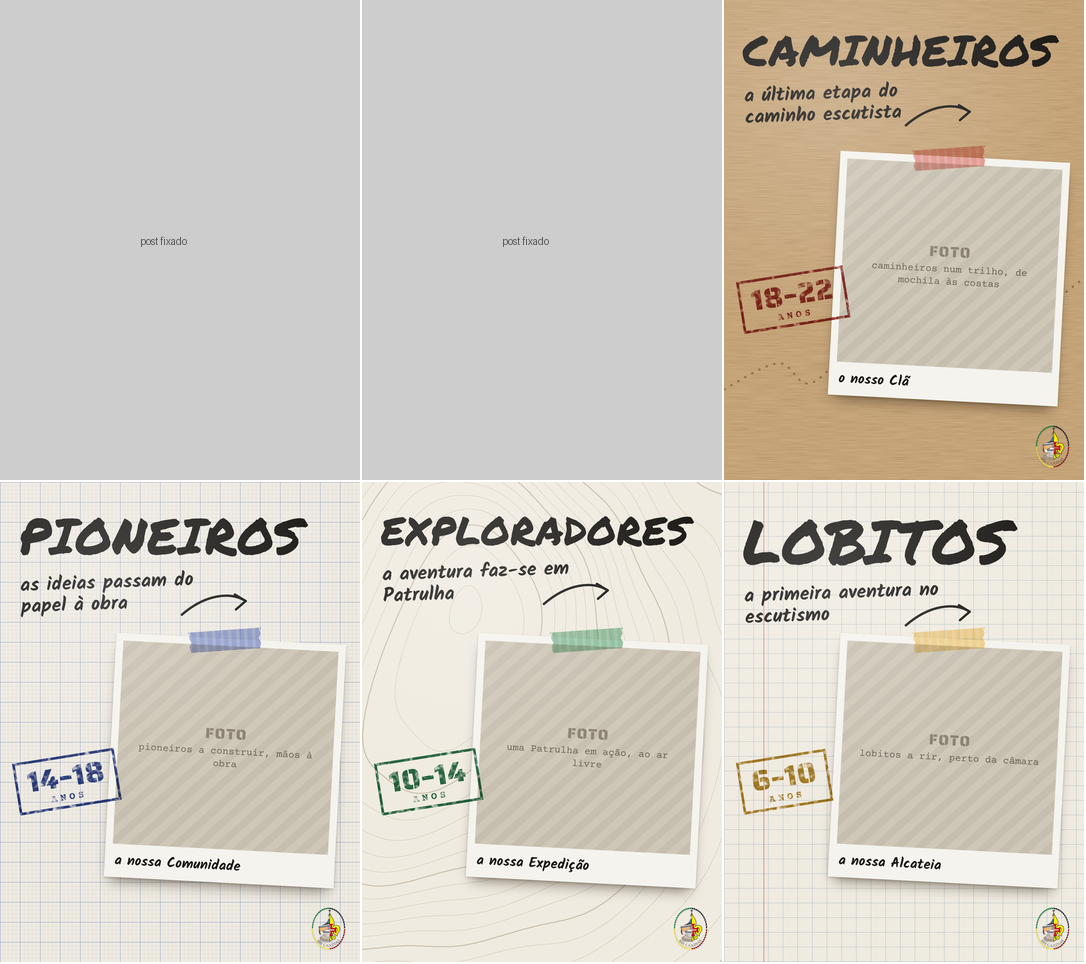 post fixado
post fixado
CAMINHEIROS
a última etapa do
caminho escutista
FOTO
caminheiros num trilho, de
mochila às costas
18-22
ANOS
o nosso Clã
PIONEIROS
as ideias passam do
papel à obra
FOTO
pioneiros a construir, mãos à
obra
14-18
ANOS
a nossa Comunidade
EXPLORADORES
a aventura faz-se em
Patrulha
FOTO
uma Patrulha em ação, ao ar
livre
10-14
ANOS
a nossa Expedição
LOBITOS
a primeira aventura no
escutismo
FOTO
lobitos a rir, perto da câmara
6-10
ANOS
a nossa Alcateia